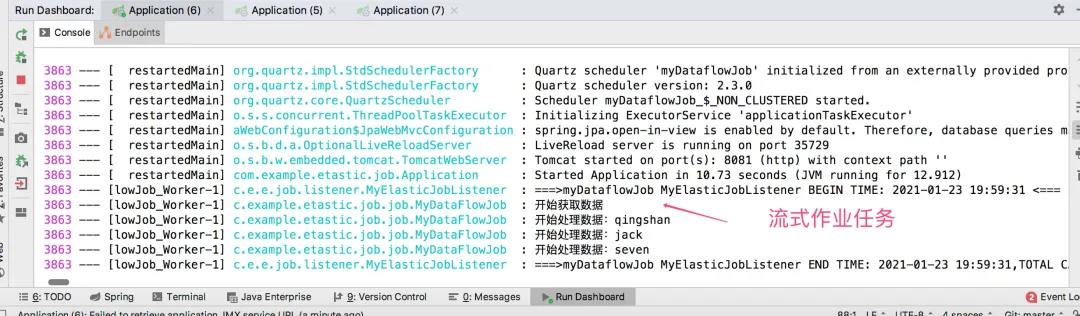 Run Dashboard: Application (6) Application (5) Application (7)
Console Endpoints
3863 --- [  restartedMain] org.quartz.impl.StdSchedulerFactory : Quartz scheduler 'myDataflowJob' initialized from an externally provided pro
3863 --- [  restartedMain] org.quartz.impl.StdSchedulerFactory : Quartz scheduler version: 2.3.0
3863 --- [  restartedMain] org.quartz.core.QuartzScheduler : Scheduler myDataflowJob_$_NON_CLUSTERED started.
3863 --- [  restartedMain] o.s.s.concurrent.ThreadPoolTaskExecutor : Initializing ExecutorService 'applicationTaskExecutor'
3863 --- [  restartedMain] aWebConfiguration$JpaWebMvcConfiguration : spring.jpa.open-in-view is enabled by default. Therefore, database queries m
3863 --- [  restartedMain] o.s.b.d.a.OptionalLiveReloadServer : LiveReload server is running on port 35729
3863 --- [  restartedMain] o.s.b.w.embedded.tomcat.TomcatWebServer : Tomcat started on port(s): 8081 (http) with context path ''
3863 --- [  restartedMain] com.example.etastic.job.Application : Started Application in 10.73 seconds (JVM running for 12.912)
3863 --- [lowJob_Worker-1] c.e.e.job.listener.MyElasticJobListener : ===>myDataflowJob MyElasticJobListener BEGIN TIME: 2021-01-23 19:59:31 <===
3863 --- [lowJob_Worker-1] c.example.etastic.job.job.MyDataFlowJob : 开始获取数据
3863 --- [lowJob_Worker-1] c.example.etastic.job.job.MyDataFlowJob : 开始处理数据：qingshan
流式作业任务
3863 --- [lowJob_Worker-1] c.example.etastic.job.job.MyDataFlowJob : 开始处理数据：jack
3863 --- [lowJob_Worker-1] c.example.etastic.job.job.MyDataFlowJob : 开始处理数据：seven
3863 --- [lowJob_Worker-1] c.e.e.job.listener.MyElasticJobListener : ===>myDataflowJob MyElasticJobListener END TIME: 2021-01-23 19:59:31,TOTAL C
6: TODO Spring Terminal Java Enterprise 9: Version Control 0: Messages Run Dashboard 2 Event Lo
Application (6): Failed to retrieve application JMX service URL (a minute ago) 88:1 LF UTF-8 4 spaces Git: master